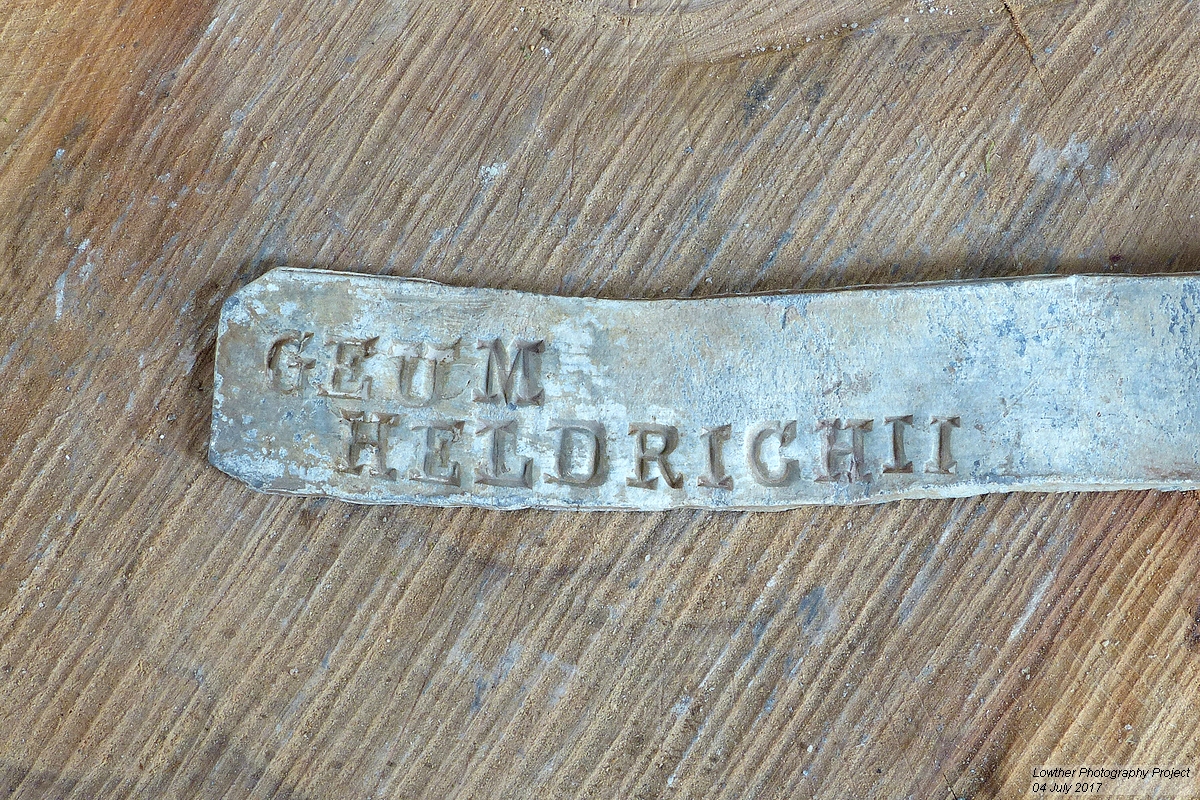 GEUM
HELDRICHII
Lowther Photography Project
04 July 2017